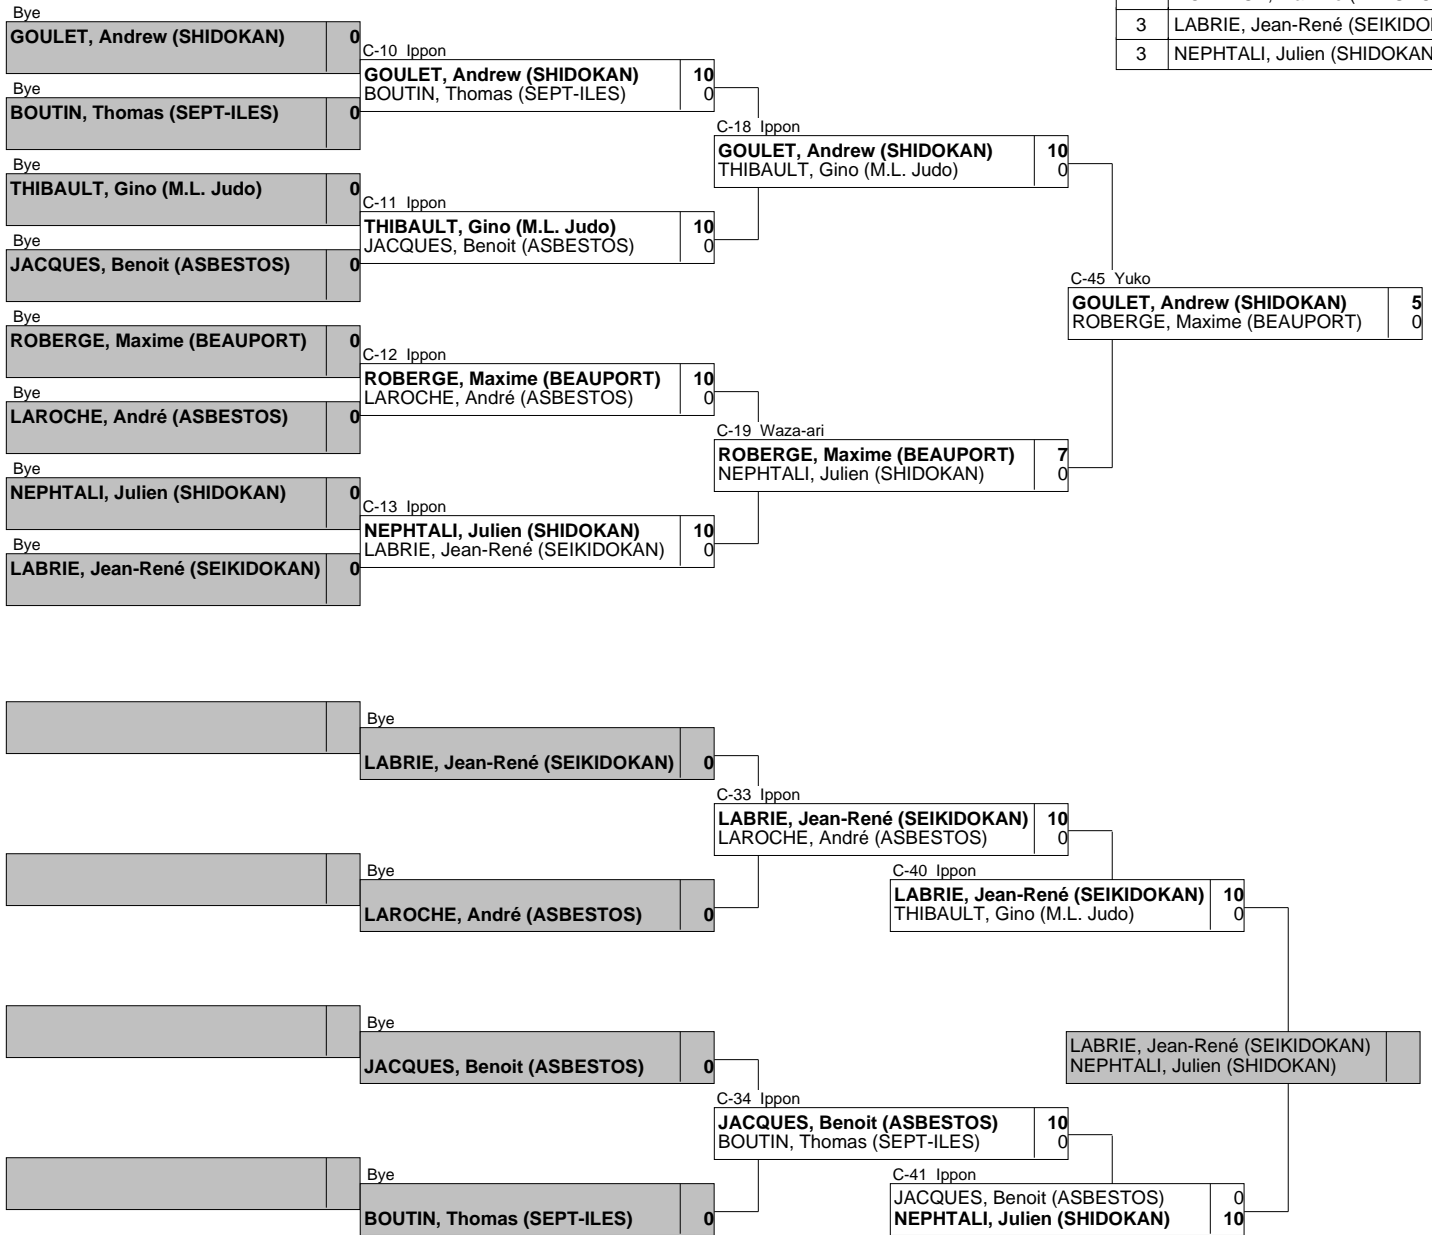 3 LABRIE, Jean-René
3 NEPHTALI, Julien (SHIDOKAN
Bye
GOULET, Andrew (SHIDOKAN) 0
Bye
BOUTIN, Thomas (SEPT-ILES) 0
Bye
THIBAULT, Gino (M.L. Judo) 0
Bye
JACQUES, Benoit (ASBESTOS) 0
Bye
ROBERGE, Maxime (BEAUPORT) 0
Bye
LAROCHE, André (ASBESTOS) 0
Bye
NEPHTALI, Julien (SHIDOKAN) 0
Bye
LABRIE, Jean-René (SEIKIDOKAN) 0
C-10 Ippon
GOULET, Andrew (SHIDOKAN) 10
BOUTIN, Thomas (SEPT-ILES) 0
C-11 Ippon
THIBAULT, Gino (M.L. Judo) 10
JACQUES, Benoit (ASBESTOS) 0
C-12 Ippon
ROBERGE, Maxime (BEAUPORT) 10
LAROCHE, André (ASBESTOS) 0
C-13 Ippon
NEPHTALI, Julien (SHIDOKAN) 10
LABRIE, Jean-René (SEIKIDOKAN) 0
C-18 Ippon
GOULET, Andrew (SHIDOKAN) 10
THIBAULT, Gino (M.L. Judo) 0
C-19 Waza-ari
ROBERGE, Maxime (BEAUPORT) 7
NEPHTALI, Julien (SHIDOKAN) 0
C-45 Yuko
GOULET, Andrew (SHIDOKAN) 5
ROBERGE, Maxime (BEAUPORT) 0
Bye
LABRIE, Jean-René (SEIKIDOKAN) 0
Bye
LAROCHE, André (ASBESTOS) 0
Bye
JACQUES, Benoit (ASBESTOS) 0
Bye
BOUTIN, Thomas (SEPT-ILES) 0
C-33 Ippon
LABRIE, Jean-René (SEIKIDOKAN) 10
LAROCHE, André (ASBESTOS) 0
C-34 Ippon
JACQUES, Benoit (ASBESTOS) 10
BOUTIN, Thomas (SEPT-ILES) 0
C-40 Ippon
LABRIE, Jean-René (SEIKIDOKAN) 10
THIBAULT, Gino (M.L. Judo) 0
C-41 Ippon
JACQUES, Benoit (ASBESTOS) 0
NEPHTALI, Julien (SHIDOKAN) 10
LABRIE, Jean-René (SEIKIDOKAN)
NEPHTALI, Julien (SHIDOKAN)